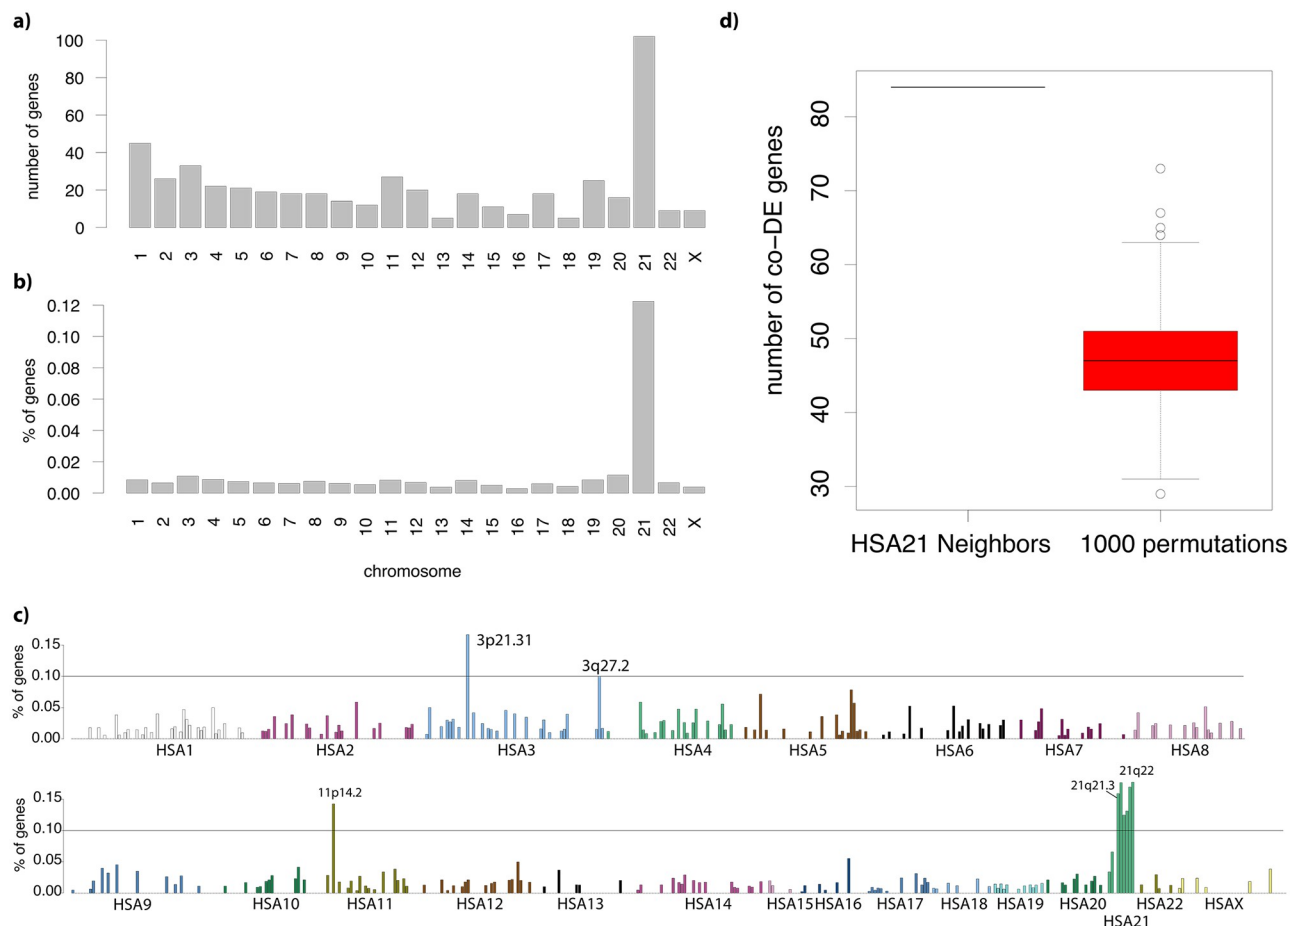 a)
number of genes
100
80
60
40
20
0
1 2 3 4 5 6 7 8 9 10 11 12 13 14 15 16 17 18 19 20 21 22 X
b)
% of genes
0.12
0.10
0.08
0.06
0.04
0.02
0.00
1 2 3 4 5 6 7 8 9 10 11 12 13 14 15 16 17 18 19 20 21 22 X
chromosome
d)
number of co−DE genes
80
70
60
50
40
30
HSA21 Neighbors 1000 permutations
c)
% of genes
0.15
0.10
0.05
0.00
3p21.31
3q27.2
HSA1 HSA2 HSA3 HSA4 HSA5 HSA6 HSA7 HSA8
% of genes
0.15
0.10
0.05
0.00
11p14.2
21q21.3
21q22
HSA9 HSA10 HSA11 HSA12 HSA13 HSA14 HSA15 HSA16 HSA17 HSA18 HSA19 HSA20 HSA22 HSAX
HSA21